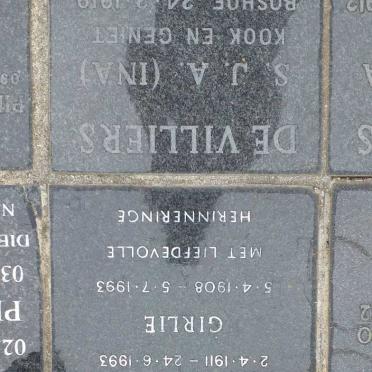 2·4·1911 – 24·6·1993
GIRLIE
5·4·1908 – 5·7·1993
MET LIEFDEVOLLE
HERINNERINGE
DE VILLIERS
S. J. A. (INA)
KOOK EN GENIET
BOSHOF